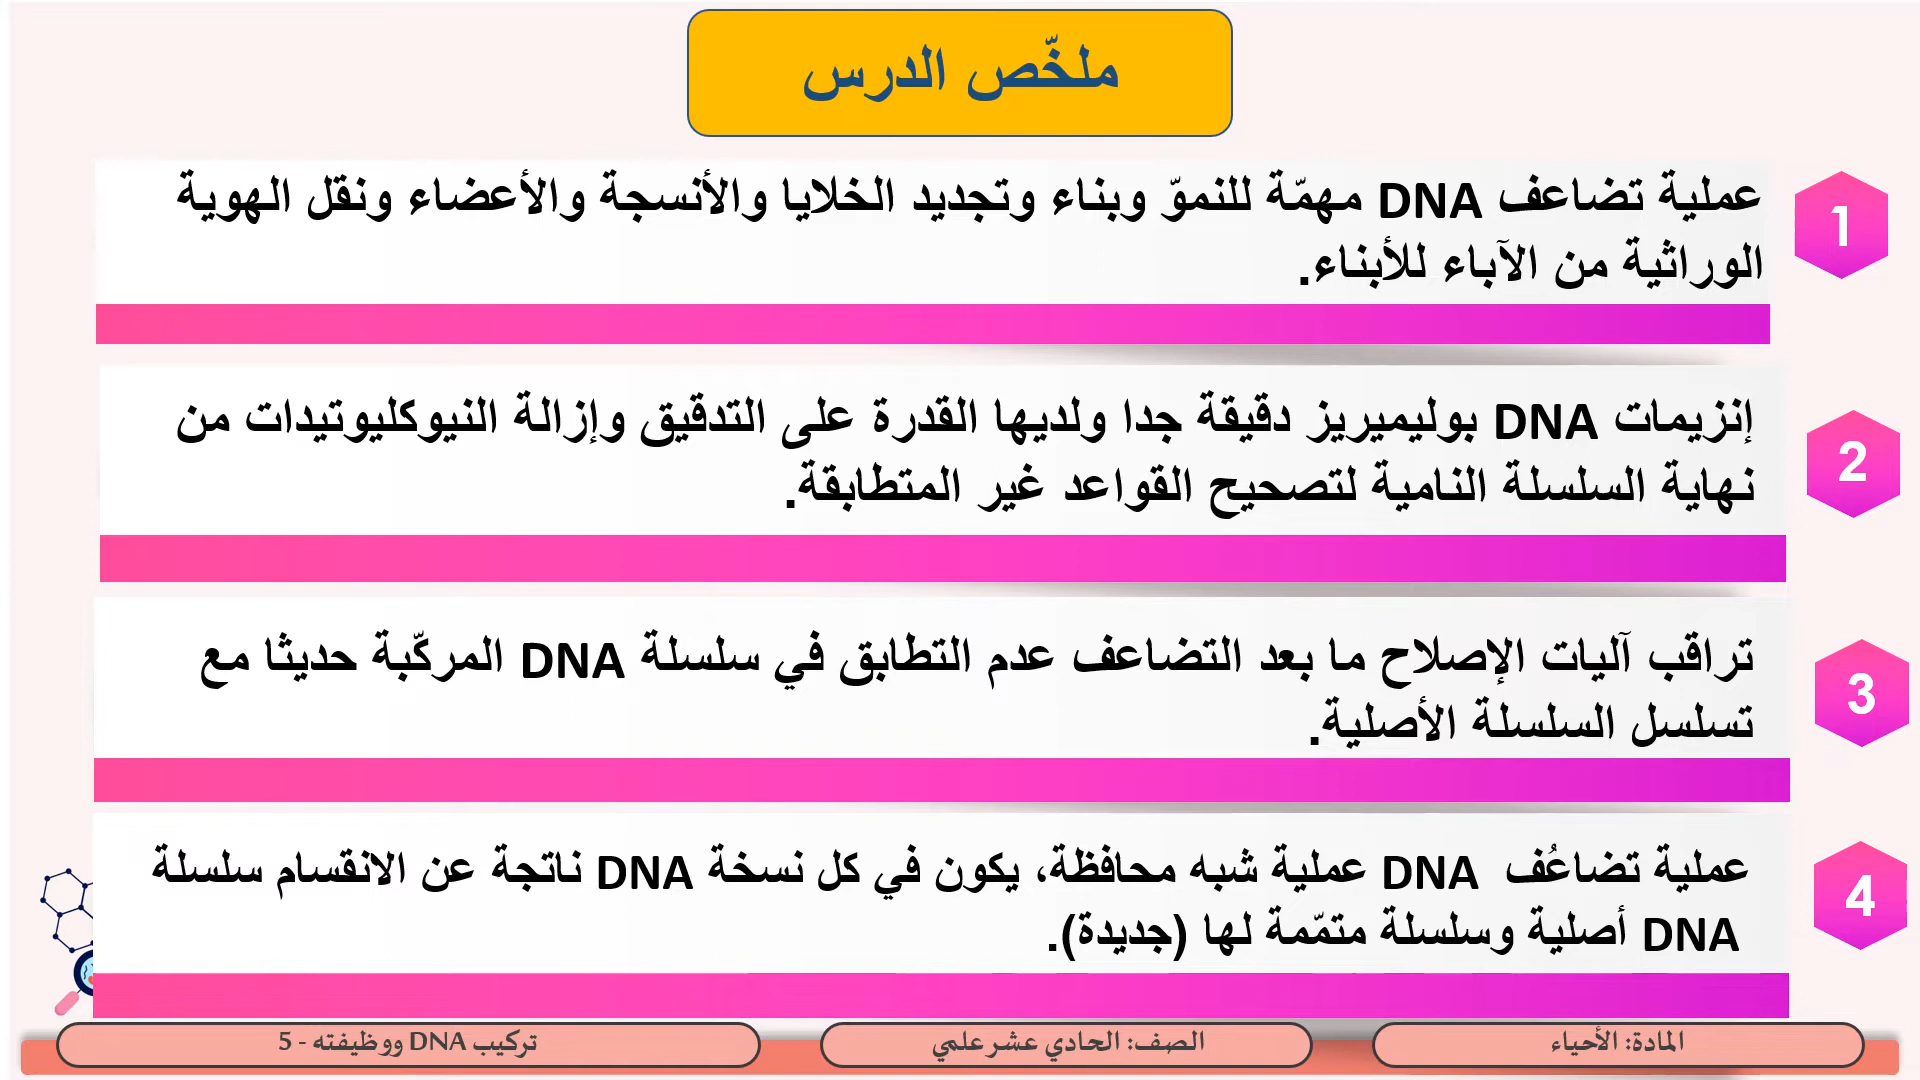 ملخّص الدرس
1
عملية تضاعف DNA مهمّة للنموّ وبناء وتجديد الخلايا والأنسجة والأعضاء ونقل الهوية
الوراثية من الآباء للأبناء.
2
إنزيمات DNA بوليميريز دقيقة جدا ولديها القدرة على التدقيق وإزالة النيوكليوتيدات من
نهاية السلسلة النامية لتصحيح القواعد غير المتطابقة.
3
تراقب آليات الإصلاح ما بعد التضاعف عدم التطابق في سلسلة DNA المركّبة حديثا مع
تسلسل السلسلة الأصلية.
4
عملية تضاعُف DNA عملية شبه محافظة، يكون في كل نسخة DNA ناتجة عن الانقسام سلسلة
DNA أصلية وسلسلة متمّمة لها (جديدة).
المادة: الأحياء
الصف: الحادي عشر علمي
تركيب DNA ووظيفته - 5